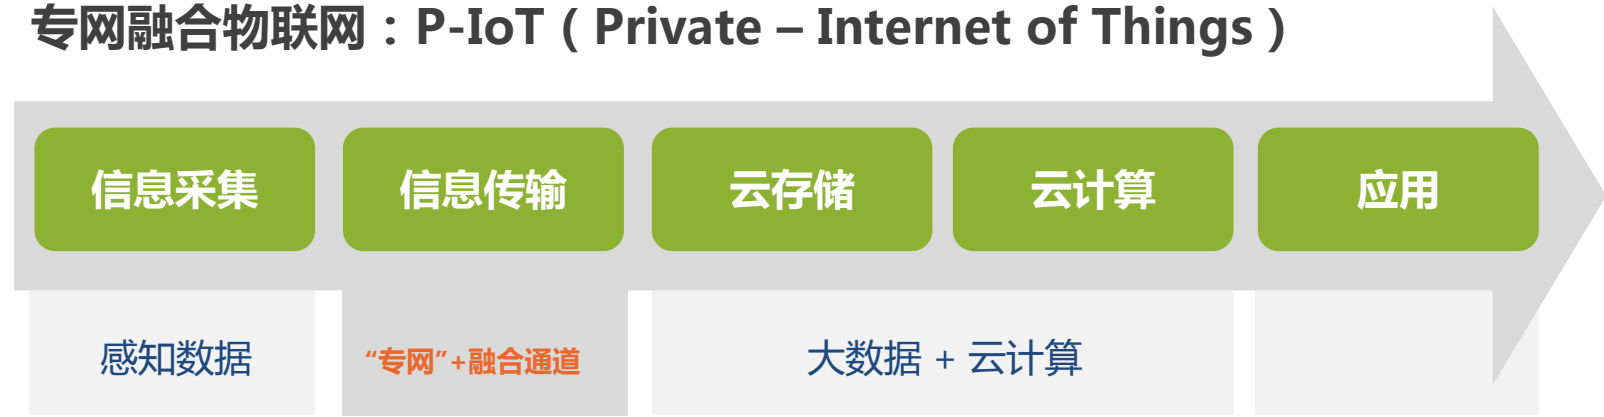 专网融合物联网：P-IoT（Private – Internet of Things）
信息采集 信息传输 云存储 云计算 应用
感知数据 “专网”+融合通道 大数据 + 云计算